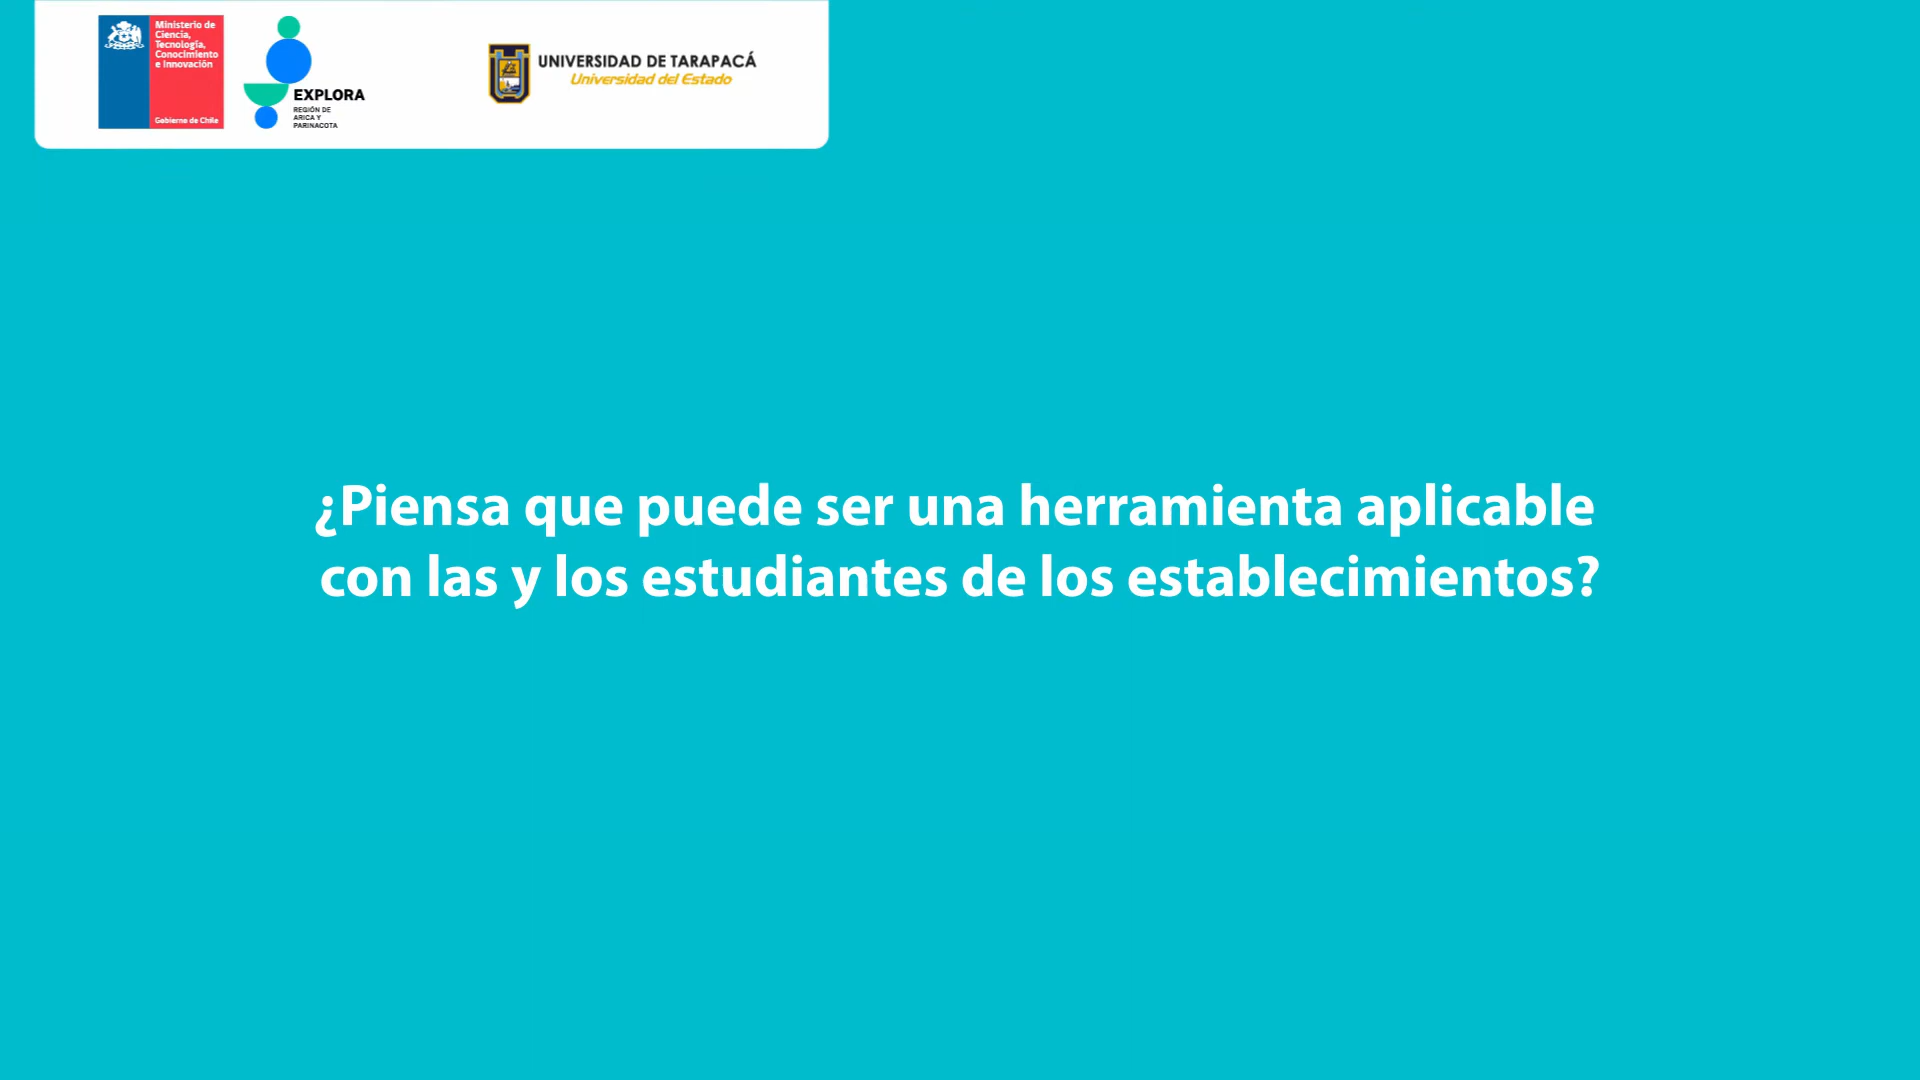 Ministerio de
Ciencia,
Tecnología,
Conocimiento
e Innovación
Gobierno de Chile
EXPLORA
REGIÓN DE
ARICA Y
PARINACOTA
UNIVERSIDAD DE TARAPACÁ
Universidad del Estado
¿Piensa que puede ser una herramienta aplicable
con las y los estudiantes de los establecimientos?